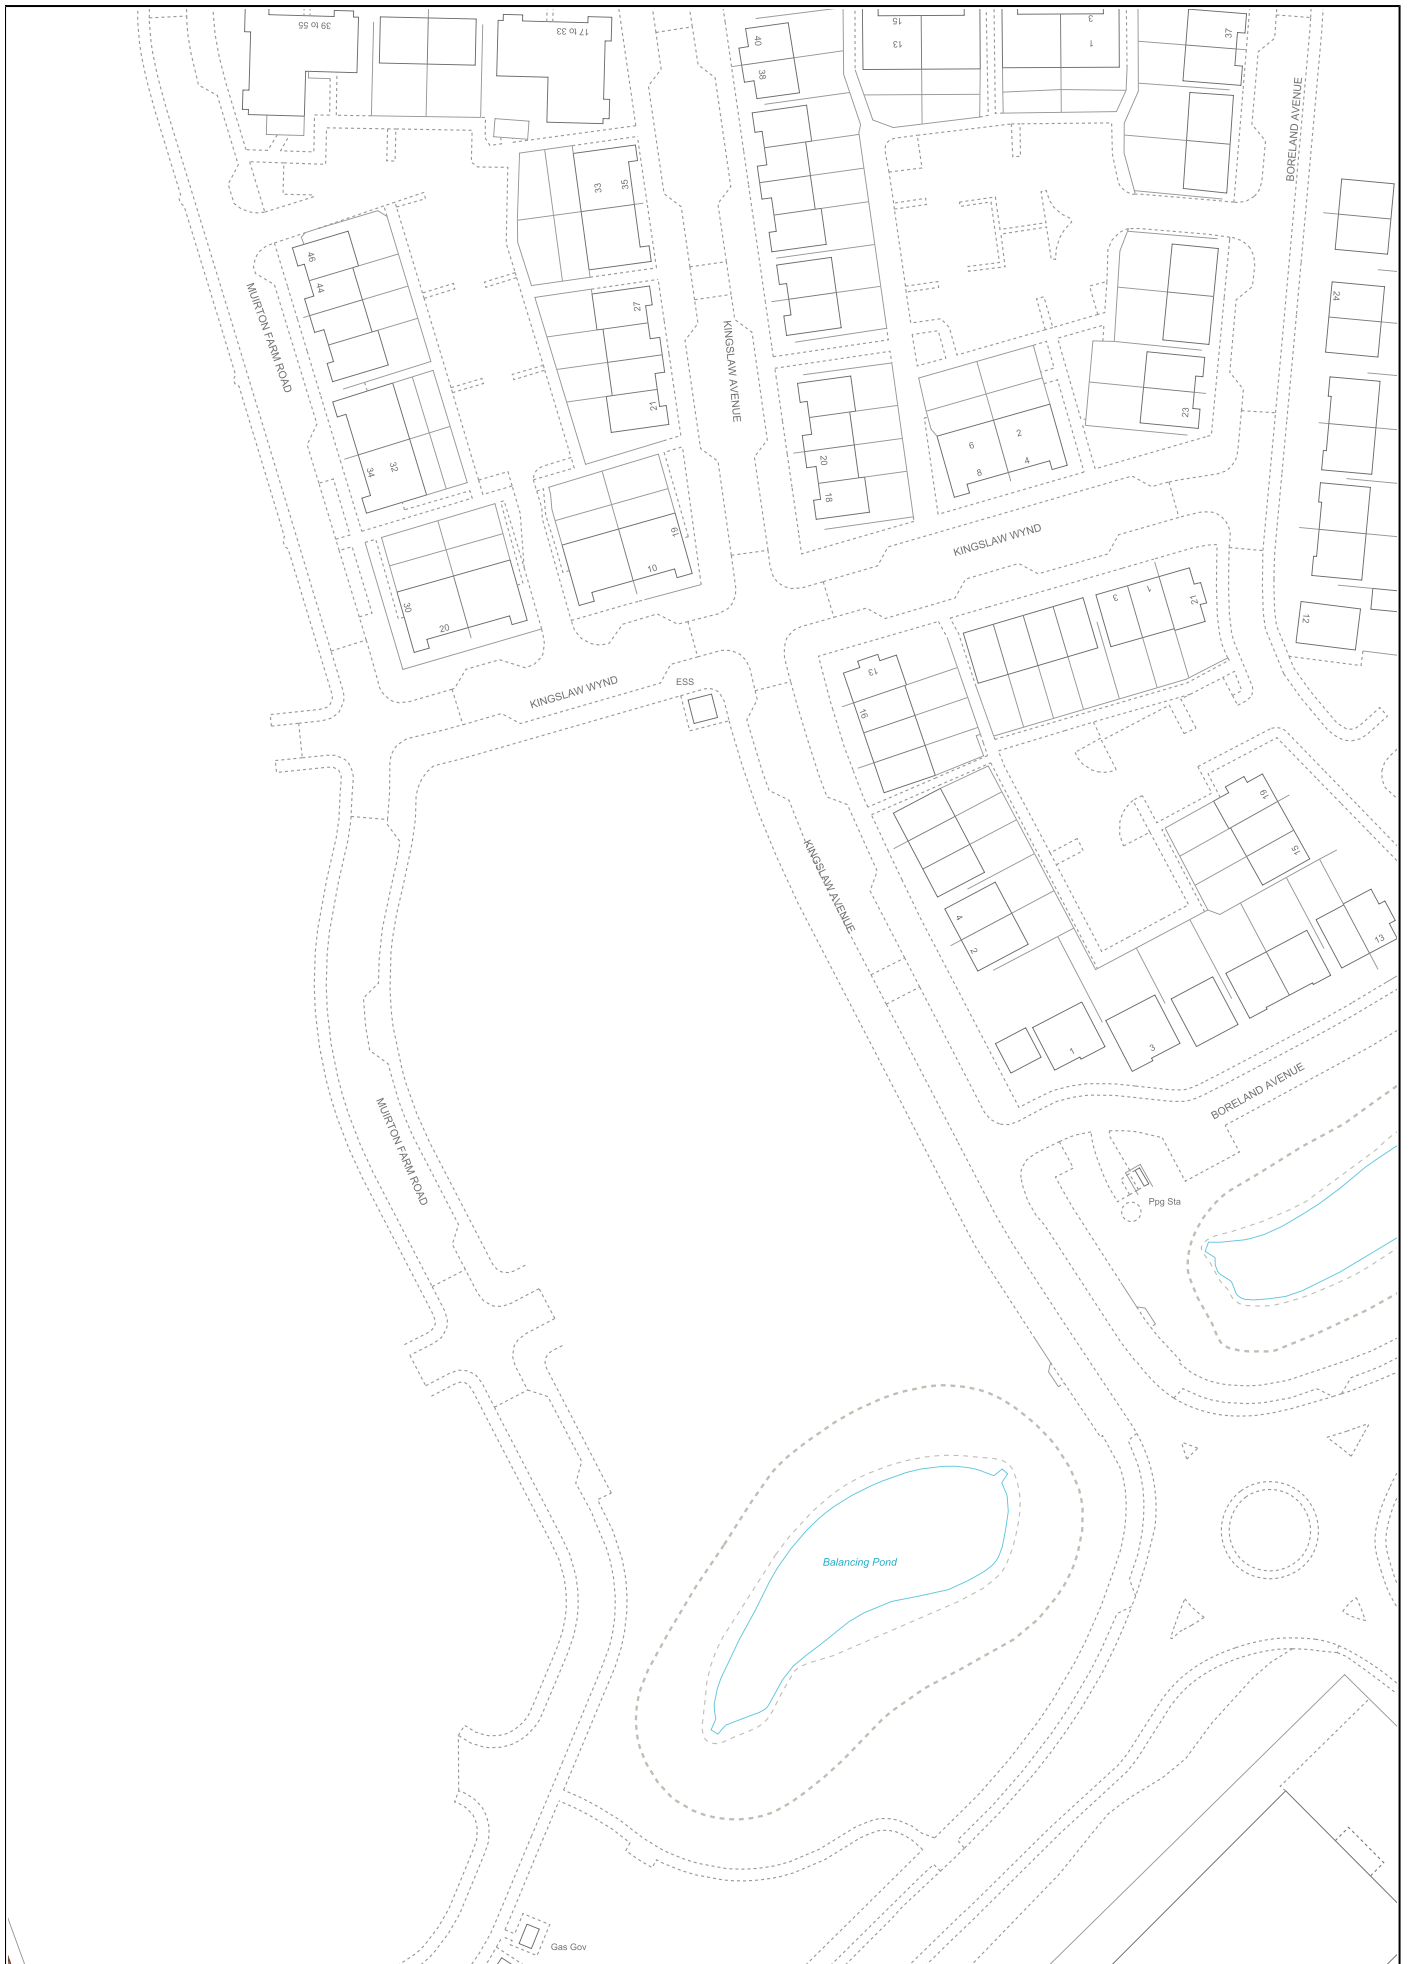 39 to 55
17 to 33
40
38
15
13
3
1
37
BORELAND AVENUE
33
35
46
44
MUIRTON FARM ROAD
27
21
KINGSLAW AVENUE
24
23
34
32
20
18
6
2
8
4
19
10
KINGSLAW WYND
30
20
3
1
21
12
13
16
KINGSLAW WYND
ESS
19
15
KINGSLAW AVENUE
4
2
13
1
3
BORELAND AVENUE
MUIRTON FARM ROAD
Ppg Sta
Balancing Pond
Gas Gov